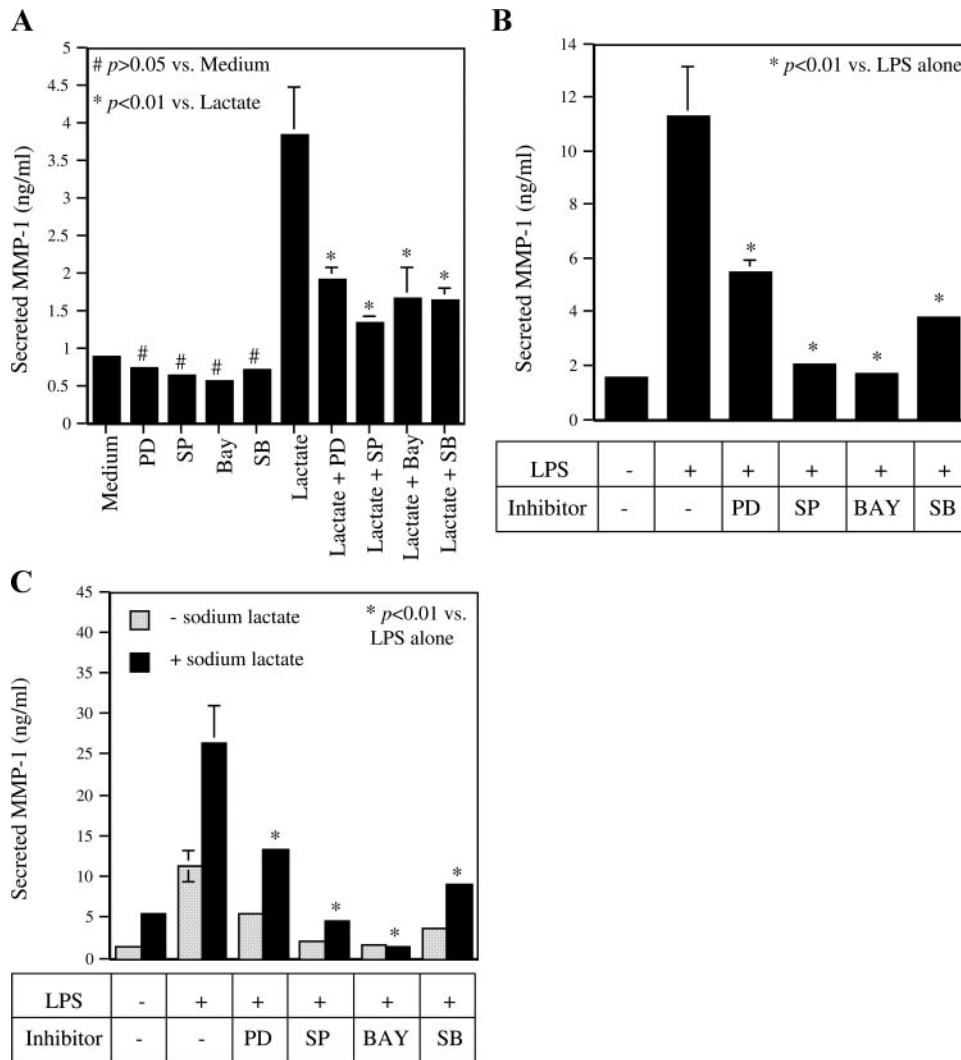 A
Secreted MMP-1 (ng/ml)
5
4.5
4
3.5
3
2.5
2
1.5
1
0.5
0
# p>0.05 vs. Medium
* p<0.01 vs. Lactate
# # # #
* * * *
Medium
PD
SP
Bay
SB
Lactate
Lactate + PD
Lactate + SP
Lactate + Bay
Lactate + SB
B
Secreted MMP-1 (ng/ml)
14
12
10
8
6
4
2
0
* p<0.01 vs. LPS alone
* * * *
LPS - + + + + +
Inhibitor - - PD SP BAY SB
C
Secreted MMP-1 (ng/ml)
45
40
35
30
25
20
15
10
5
0
- sodium lactate
+ sodium lactate
* p<0.01 vs.
LPS alone
* * * *
LPS - + + + + +
Inhibitor - - PD SP BAY SB